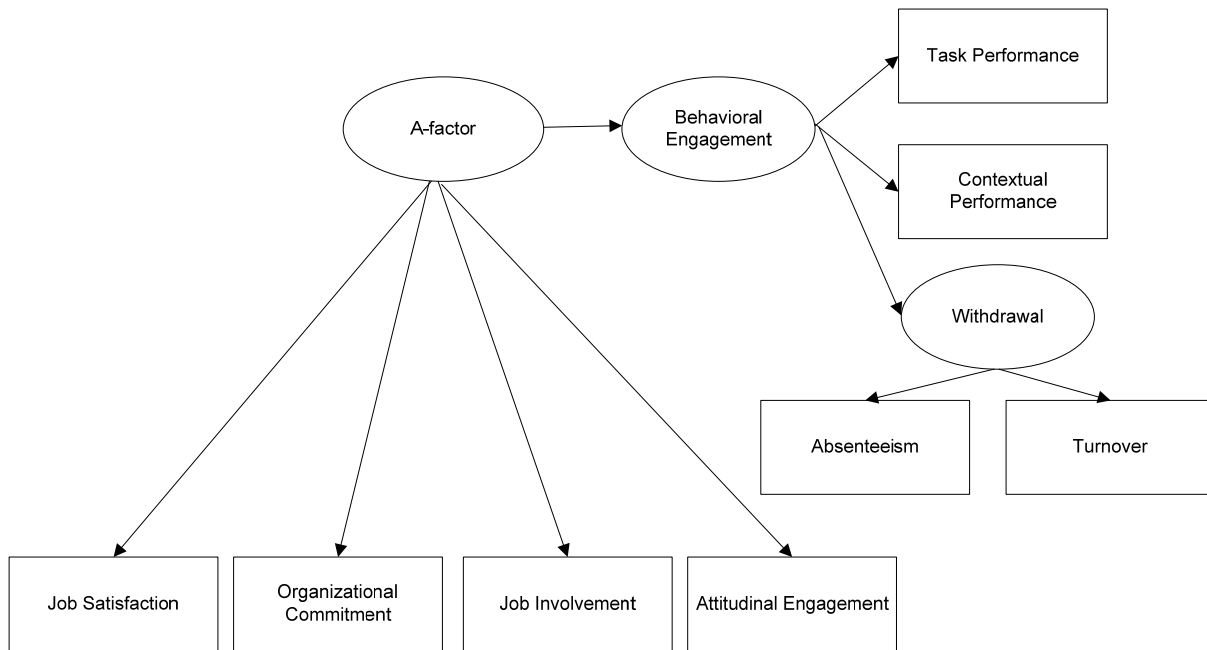 Task Performance
A-factor
Behavioral
Engagement
Contextual
Performance
Withdrawal
Absenteeism
Turnover
Job Satisfaction
Organizational
Commitment
Job Involvement
Attitudinal Engagement